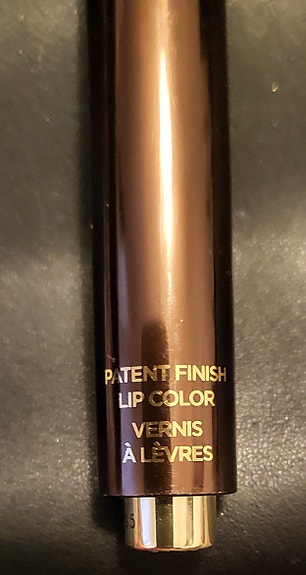 PATENT FINISH
LIP COLOR
VERNIS
À LÈVRES